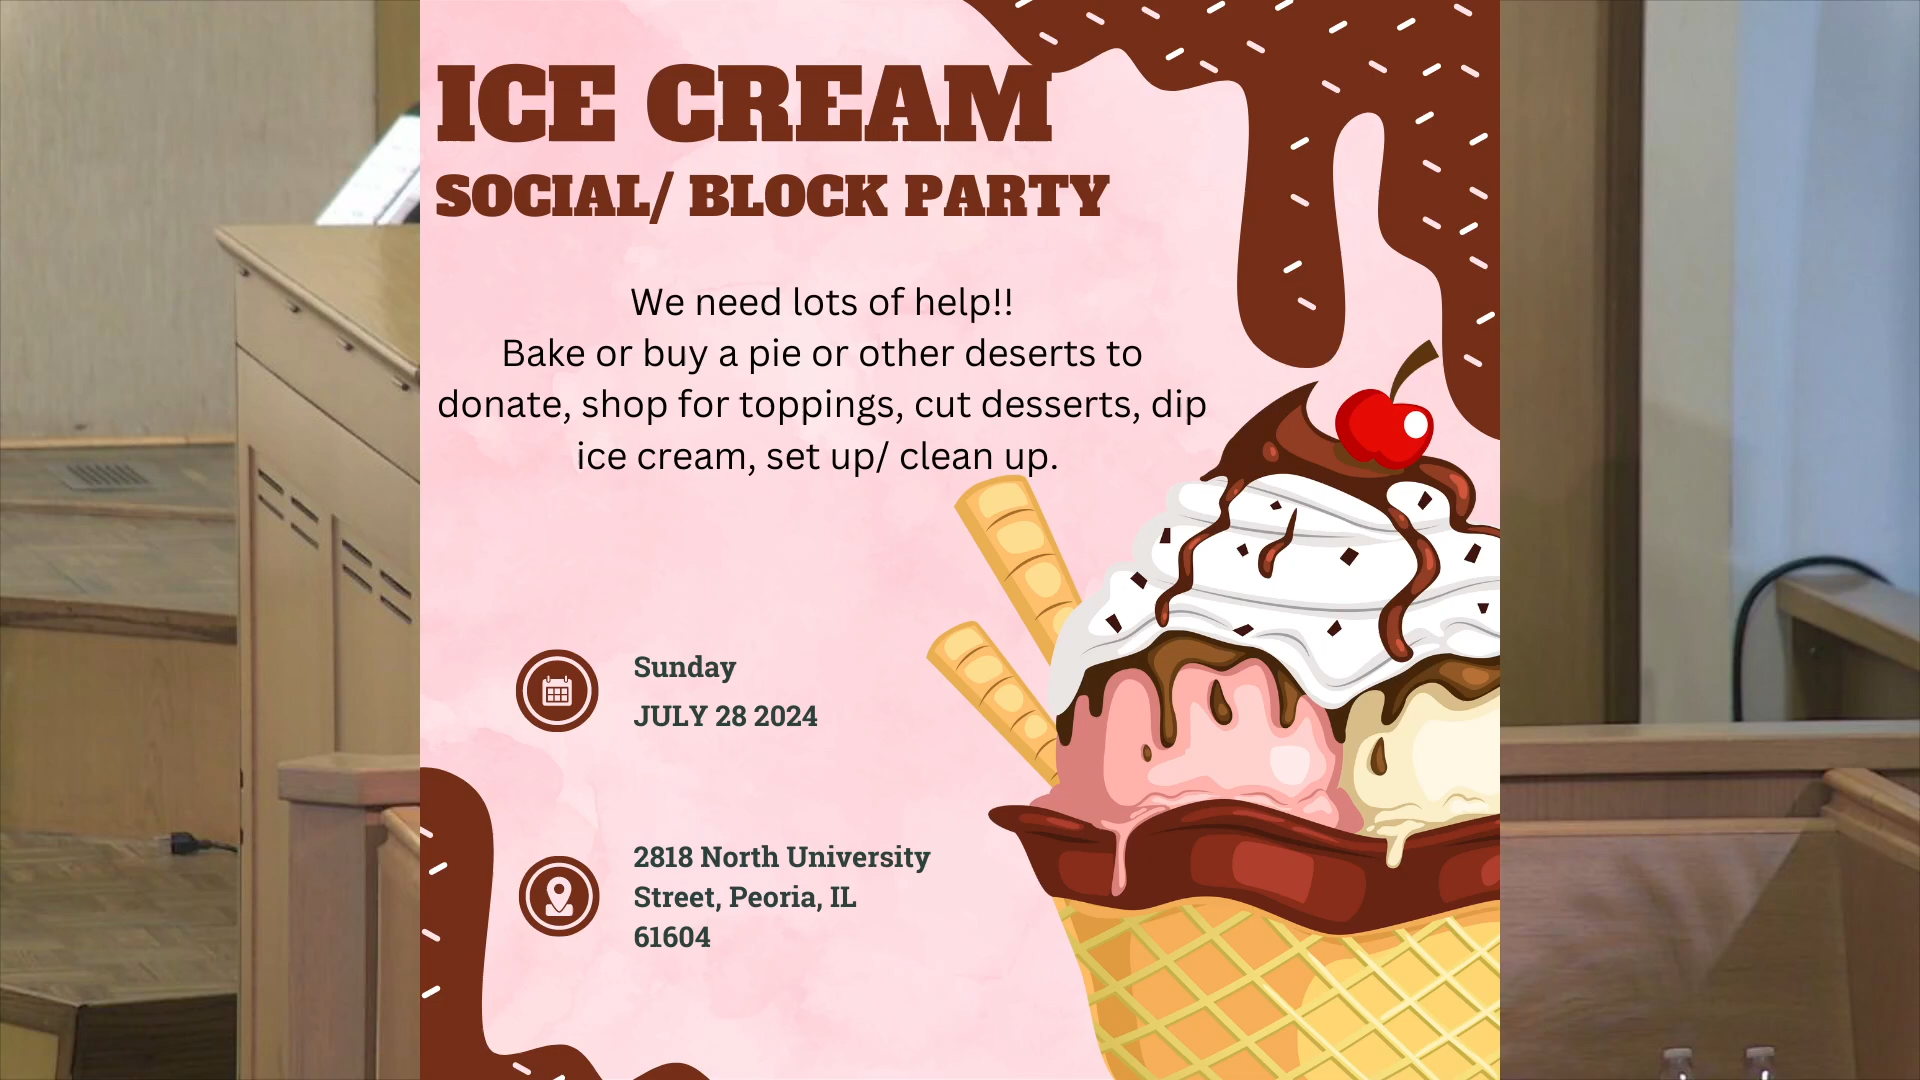 ICE CREAM
SOCIAL/ BLOCK PARTY
We need lots of help!!
Bake or buy a pie or other deserts to
donate, shop for toppings, cut desserts, dip
ice cream, set up/ clean up.
Sunday
JULY 28 2024
2818 North University
Street, Peoria, IL
61604